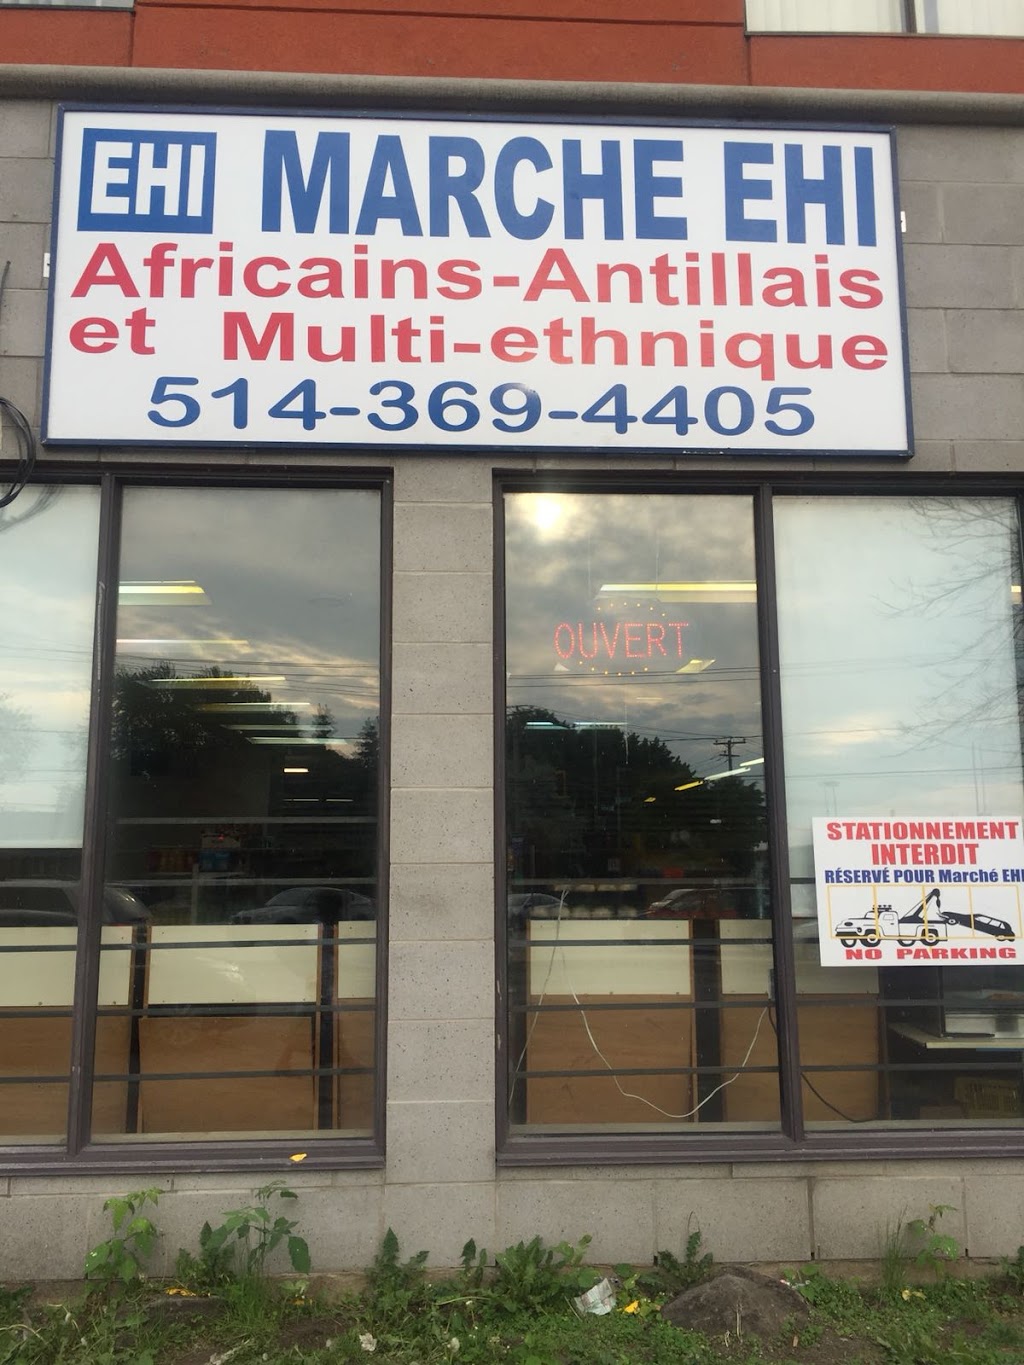 EHI MARCHE EHI
Africains-Antillais
et Multi-ethnique
514-369-4405
OUVERT
STATIONNEMENT
INTERDIT
RÉSERVÉ POUR Marché EHI
NO PARKING